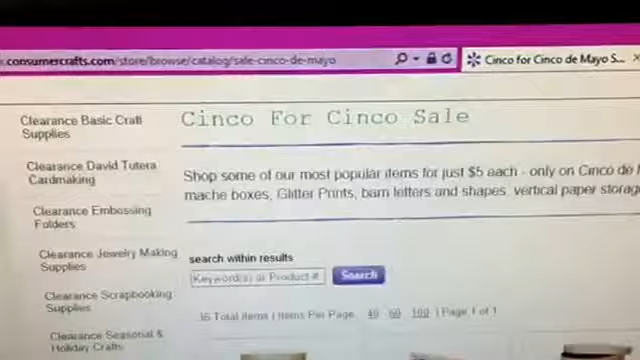 .consumercrafts.com/store/browse/catalog/sale-cinco-de-mayo
Cinco for Cinco de Mayo S...
Clearance Basic Craft
Supplies
Clearance David Tutera
Cardmaking
Clearance Embossing
Folders
Clearance Jewelry Making
Supplies
Clearance Scrapbooking
Supplies
Clearance Seasonal &
Holiday Crafts
Cinco For Cinco Sale
Shop some of our most popular items for just $5 each - only on Cinco de
mache boxes, Glitter Prints, barn letters and shapes, vertical paper storag
search within results
Keyword(s) or Product #
Search
Total Items | Items Per Page 40 60 100 | Page 1 of 1